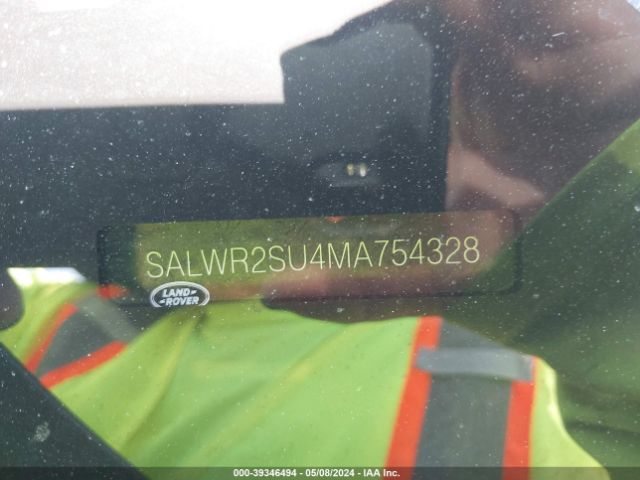 SALWR2SU4MA754328
LAND-
-ROVER
000-39346494 - 05/08/2024 - IAA Inc.